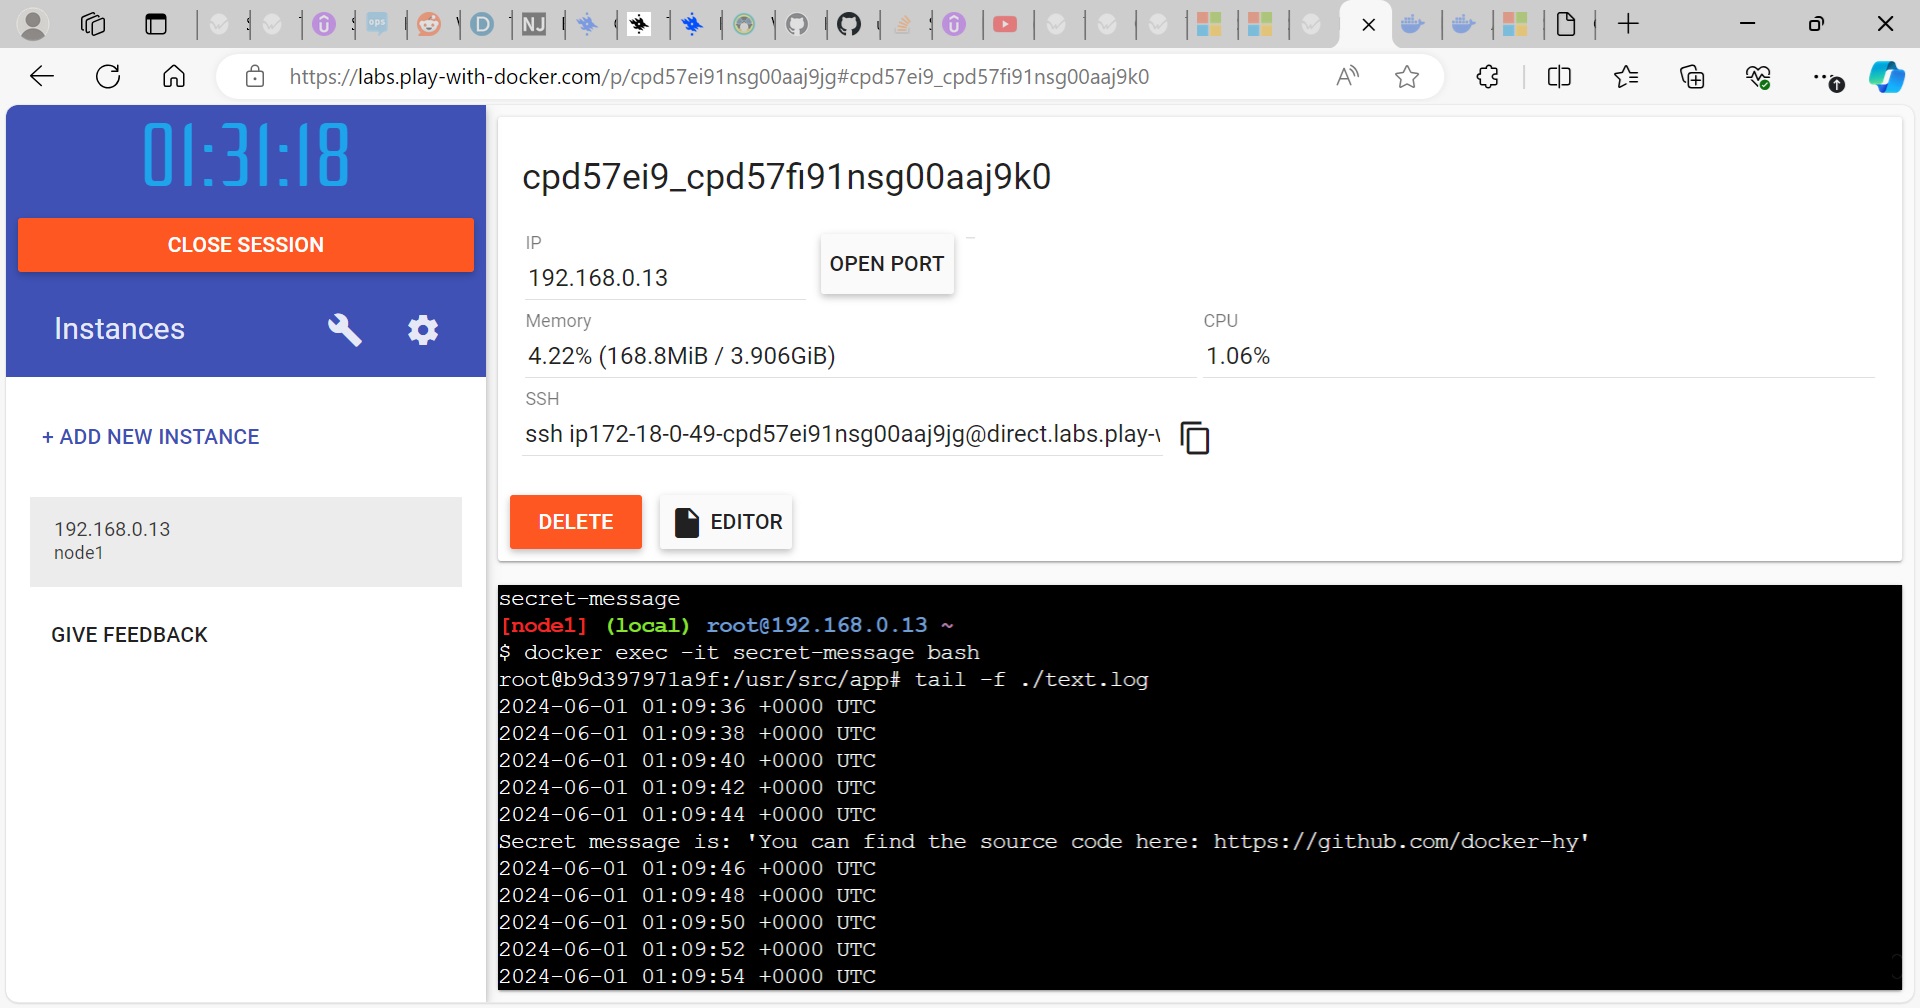 https://labs.play-with-docker.com/p/cpd57ei91nsg00aaj9jg#cpd57ei9_cpd57fi91nsg00aaj9k0
01:31:18
CLOSE SESSION
Instances
+ ADD NEW INSTANCE
192.168.0.13
node1
GIVE FEEDBACK
cpd57ei9_cpd57fi91nsg00aaj9k0
IP
192.168.0.13
OPEN PORT
Memory
4.22% (168.8MiB / 3.906GiB)
CPU
1.06%
SSH
ssh ip172-18-0-49-cpd57ei91nsg00aaj9jg@direct.labs.play-
DELETE
EDITOR
secret-message
[node1] (local) root@192.168.0.13 ~
$ docker exec -it secret-message bash
root@b9d397971a9f:/usr/src/app# tail -f ./text.log
2024-06-01 01:09:36 +0000 UTC
2024-06-01 01:09:38 +0000 UTC
2024-06-01 01:09:40 +0000 UTC
2024-06-01 01:09:42 +0000 UTC
2024-06-01 01:09:44 +0000 UTC
Secret message is: 'You can find the source code here: https://github.com/docker-hy'
2024-06-01 01:09:46 +0000 UTC
2024-06-01 01:09:48 +0000 UTC
2024-06-01 01:09:50 +0000 UTC
2024-06-01 01:09:52 +0000 UTC
2024-06-01 01:09:54 +0000 UTC